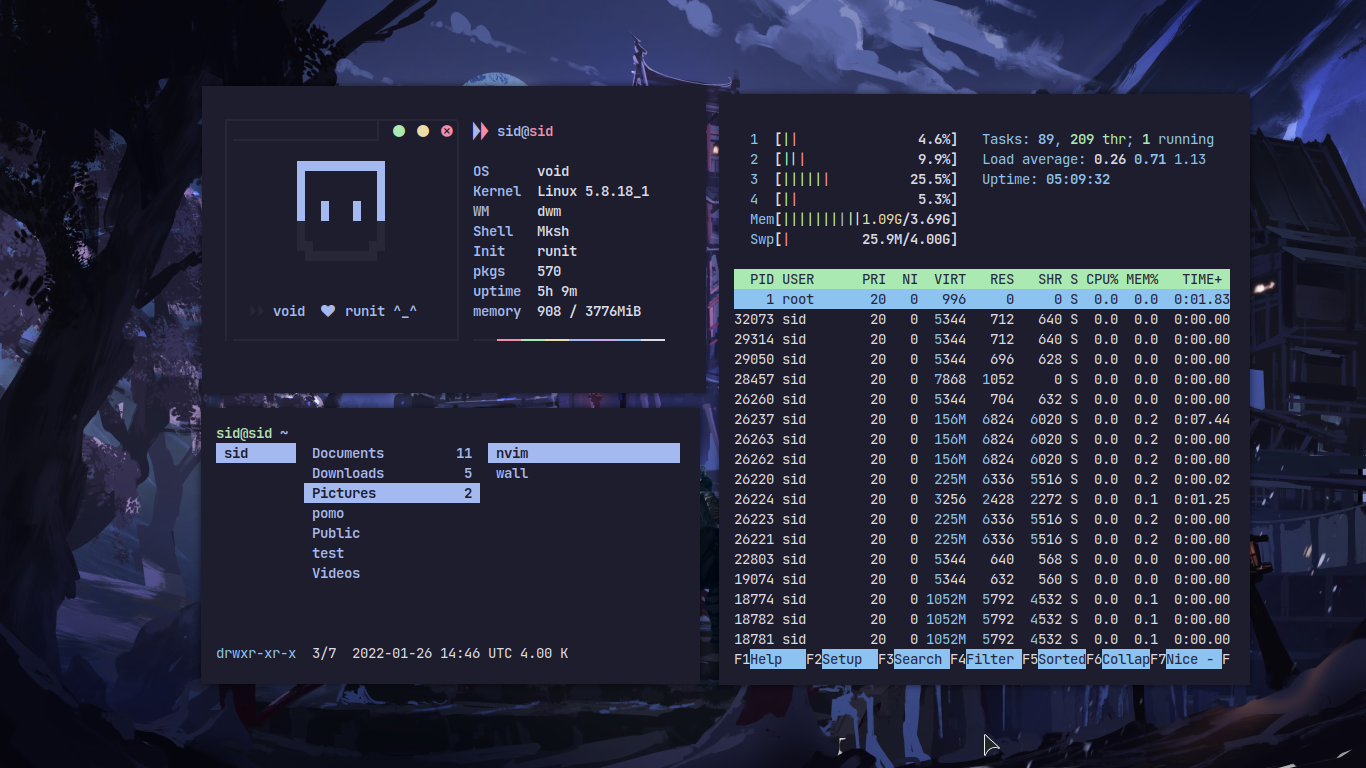 sid@sid
OS void
Kernel Linux 5.8.18_1
WM dwm
Shell Mksh
Init runit
pkgs 570
uptime 5h 9m
memory 908 / 3776MiB
void runit ^_^
sid@sid ~
sid Documents 11 nvim
Downloads 5 wall
Pictures 2
pomo
Public
test
Videos
drwxr-xr-x 3/7 2022-01-26 14:46 UTC 4.00 K
1 [|| 4.6%] Tasks: 89, 209 thr; 1 running
2 [||| 9.9%] Load average: 0.26 0.71 1.13
3 [|||||| 25.5%] Uptime: 05:09:32
4 [|| 5.3%]
Mem[||||||||||1.09G/3.69G]
Swp[| 25.9M/4.00G]
PID USER PRI NI VIRT RES SHR S CPU% MEM% TIME+
1 root 20 0 996 0 0 S 0.0 0.0 0:01.83
32073 sid 20 0 5344 712 640 S 0.0 0.0 0:00.00
29314 sid 20 0 5344 712 640 S 0.0 0.0 0:00.00
29050 sid 20 0 5344 696 628 S 0.0 0.0 0:00.00
28457 sid 20 0 7868 1052 0 S 0.0 0.0 0:00.00
26260 sid 20 0 5344 704 632 S 0.0 0.0 0:00.00
26237 sid 20 0 156M 6824 6020 S 0.0 0.2 0:07.44
26263 sid 20 0 156M 6824 6020 S 0.0 0.2 0:00.00
26262 sid 20 0 156M 6824 6020 S 0.0 0.2 0:00.00
26220 sid 20 0 225M 6336 5516 S 0.0 0.2 0:00.02
26224 sid 20 0 3256 2428 2272 S 0.0 0.1 0:01.25
26223 sid 20 0 225M 6336 5516 S 0.0 0.2 0:00.00
26221 sid 20 0 225M 6336 5516 S 0.0 0.2 0:00.00
22803 sid 20 0 5344 640 568 S 0.0 0.0 0:00.00
19074 sid 20 0 5344 632 560 S 0.0 0.0 0:00.00
18774 sid 20 0 1052M 5792 4532 S 0.0 0.1 0:00.00
18782 sid 20 0 1052M 5792 4532 S 0.0 0.1 0:00.00
18781 sid 20 0 1052M 5792 4532 S 0.0 0.1 0:00.00
F1Help F2Setup F3Search F4Filter F5SortedF6CollapF7Nice - F